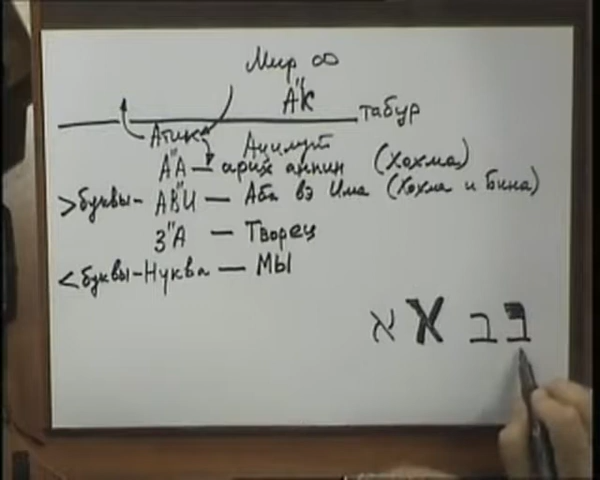 Мир ∞
А"К
табур
Атик Ацилут
А"А — арих анпин (Хохма)
>буквы- АВ"И — Аба вэ Има (Хохма и Бина)
З"А — Творец
<буквы-Нуква — МЫ
א א ב ב